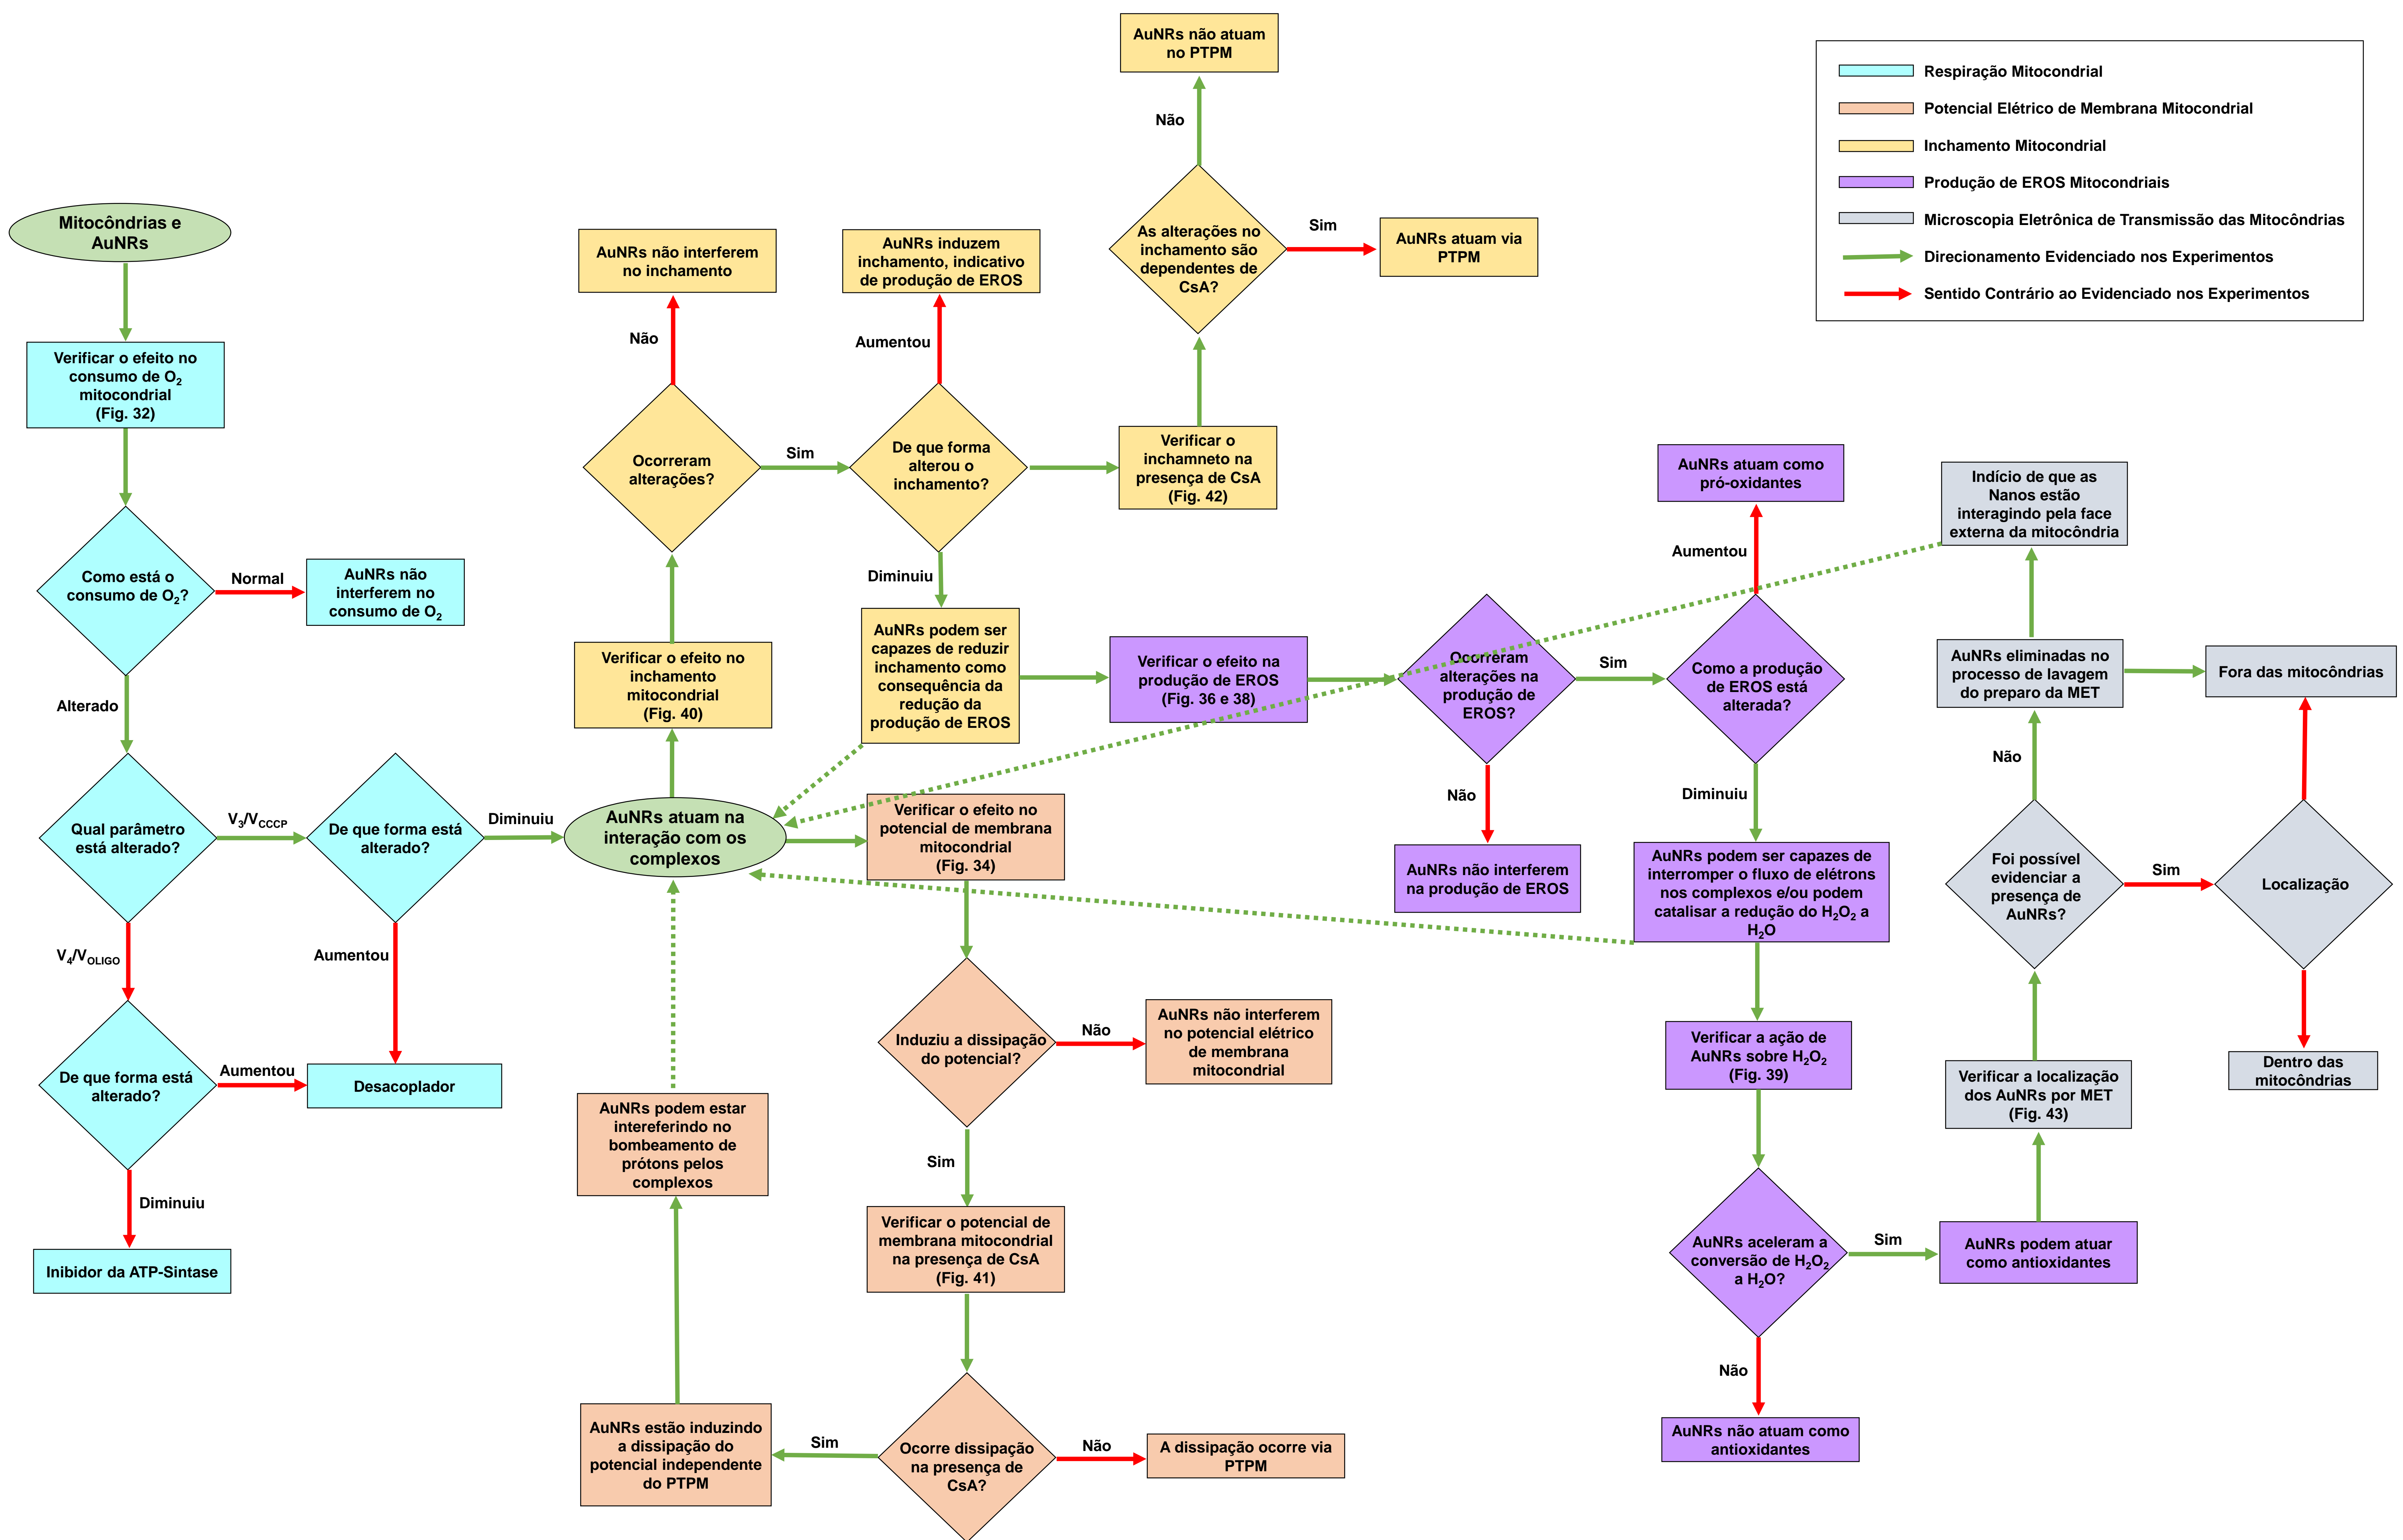 AuNRs não atuam
no PTPM
Respiração Mitocondrial
Potencial Elétrico de Membrana Mitocondrial
Inchamento Mitocondrial
Produção de EROS Mitocondriais
Microscopia Eletrônica de Transmissão das Mitocôndrias
Direcionamento Evidenciado nos Experimentos
Sentido Contrário ao Evidenciado nos Experimentos
Não
Mitocôndrias e
AuNRs
AuNRs não interferem
no inchamento
AuNRs induzem
inchamento, indicativo
de produção de EROS
As alterações no
inchamento são
dependentes de
CsA?
Sim
AuNRs atuam via
PTPM
Verificar o efeito no
consumo de O₂
mitocondrial
(Fig. 32)
Não
Aumentou
Ocorreram
alterações?
Sim
De que forma
alterou o
inchamento?
Verificar o
inchamneto na
presença de CsA
(Fig. 42)
AuNRs atuam como
pró-oxidantes
Indício de que as
Nanos estão
interagindo pela face
externa da mitocôndria
Como está o
consumo de O₂?
Normal
AuNRs não
interferem no
consumo de O₂
Diminuiu
Aumentou
Alterado
Verificar o efeito no
inchamento
mitocondrial
(Fig. 40)
AuNRs podem ser
capazes de reduzir
inchamento como
consequência da
redução da
produção de EROS
Verificar o efeito na
produção de EROS
(Fig. 36 e 38)
Ocorreram
alterações na
produção de
EROS?
Sim
Como a produção
de EROS está
alterada?
AuNRs eliminadas no
processo de lavagem
do preparo da MET
Fora das mitocôndrias
Não
Qual parâmetro
está alterado?
V₃/V_CCCP
De que forma está
alterado?
Diminuiu
AuNRs atuam na
interação com os
complexos
Verificar o efeito no
potencial de membrana
mitocondrial
(Fig. 34)
Não
Diminuiu
AuNRs não interferem
na produção de EROS
AuNRs podem ser capazes de
interromper o fluxo de elétrons
nos complexos e/ou podem
catalisar a redução do H₂O₂ a
H₂O
Foi possível
evidenciar a
presença de
AuNRs?
Sim
Localização
V₄/V_OLIGO
Aumentou
De que forma está
alterado?
Aumentou
Desacoplador
Induziu a dissipação
do potencial?
Não
AuNRs não interferem
no potencial elétrico
de membrana
mitocondrial
Verificar a ação de
AuNRs sobre H₂O₂
(Fig. 39)
Verificar a localização
dos AuNRs por MET
(Fig. 43)
Dentro das
mitocôndrias
AuNRs podem estar
intereferindo no
bombeamento de
prótons pelos
complexos
Sim
Diminuiu
Inibidor da ATP-Sintase
Verificar o potencial de
membrana mitocondrial
na presença de CsA
(Fig. 41)
AuNRs aceleram a
conversão de H₂O₂
a H₂O?
Sim
AuNRs podem atuar
como antioxidantes
Não
AuNRs não atuam como
antioxidantes
AuNRs estão induzindo
a dissipação do
potencial independente
do PTPM
Sim
Ocorre dissipação
na presença de
CsA?
Não
A dissipação ocorre via
PTPM